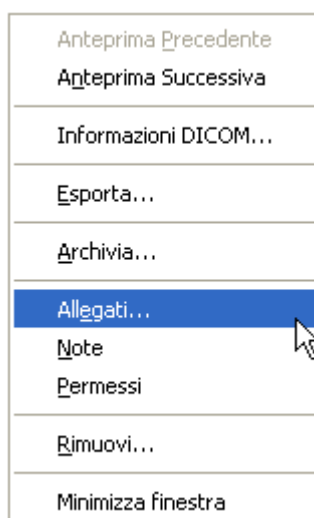 Anteprima Precedente
Anteprima Successiva
Informazioni DICOM...
Esporta...
Archivia...
Allegati...
Note
Permessi
Rimuovi...
Minimizza finestra